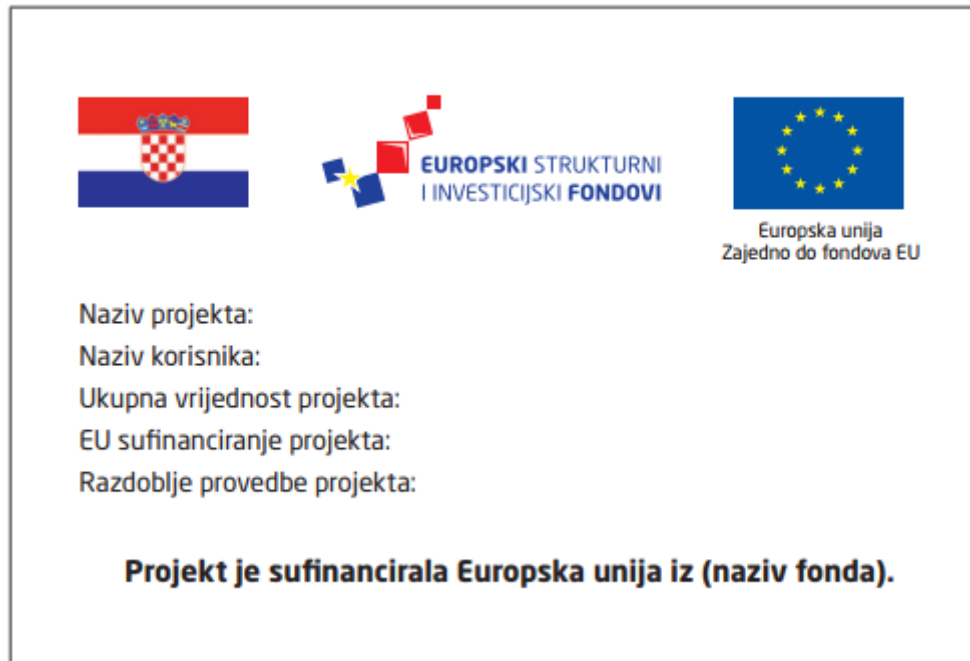 EUROPSKI STRUKTURNI
I INVESTICIJSKI FONDOVI
Europska unija
Zajedno do fondova EU
Naziv projekta:
Naziv korisnika:
Ukupna vrijednost projekta:
EU sufinanciranje projekta:
Razdoblje provedbe projekta:
Projekt je sufinancirala Europska unija iz (naziv fonda).